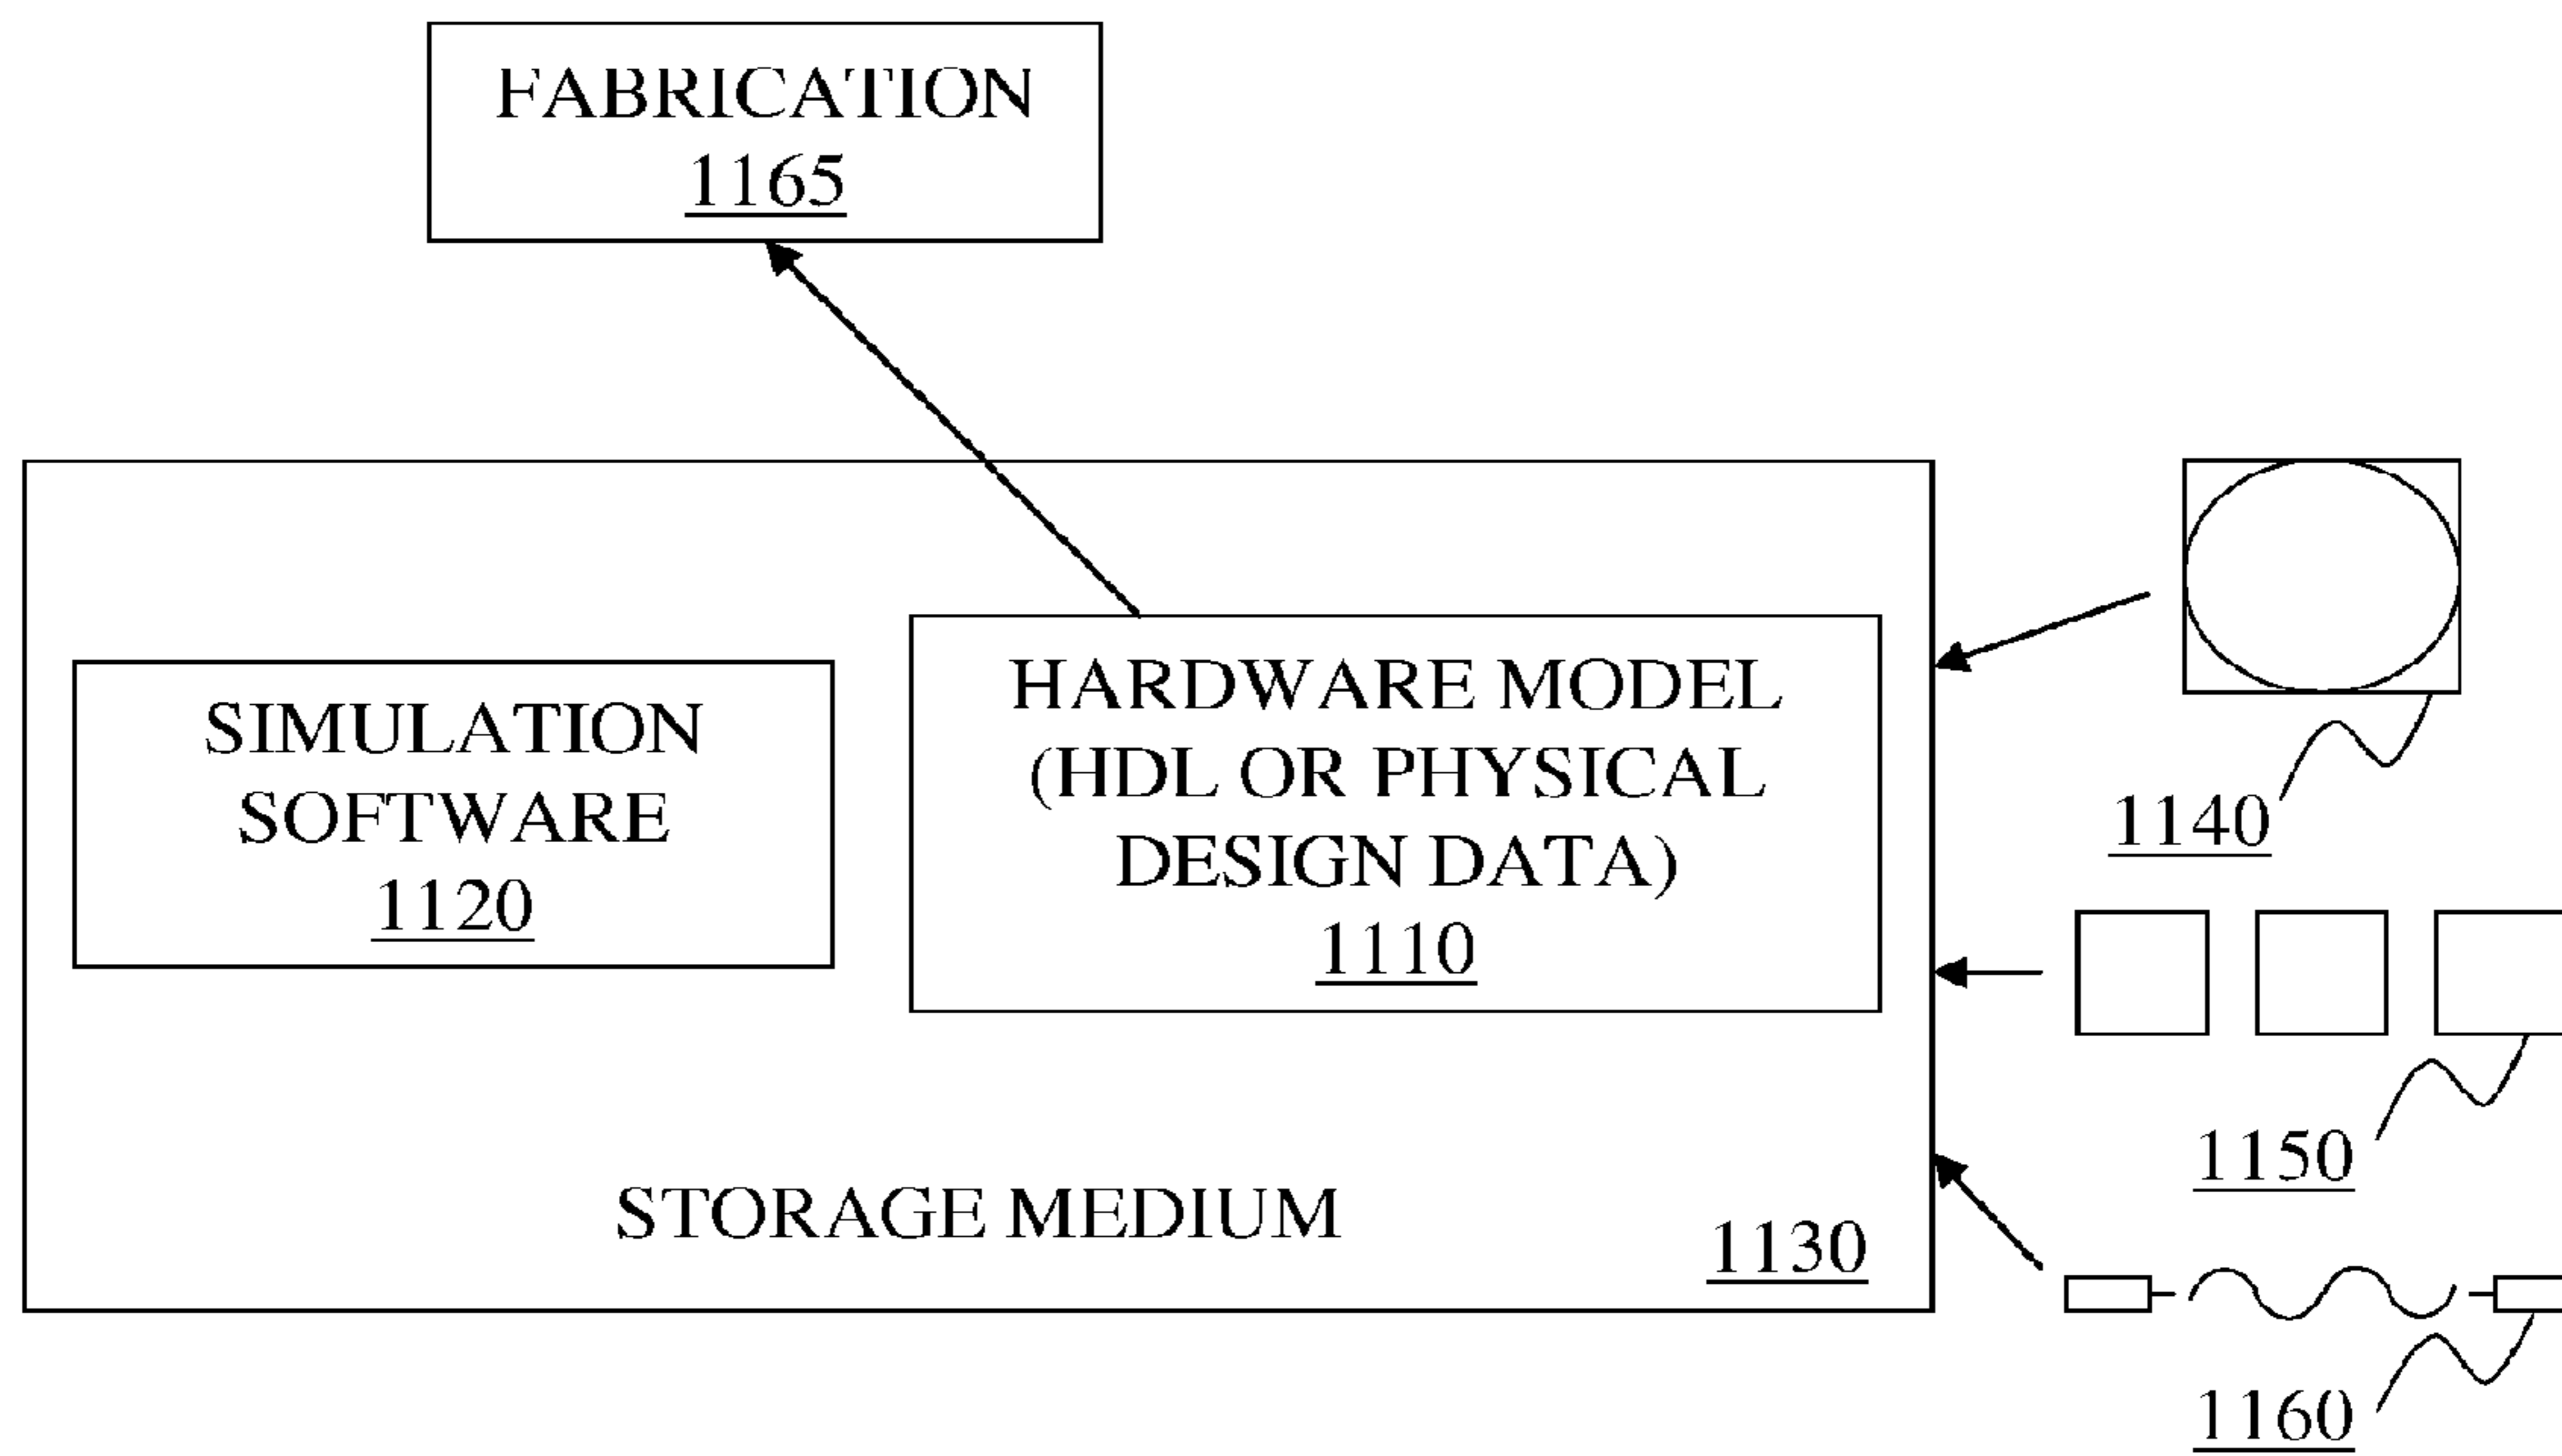 FABRICATION
1165
SIMULATION
SOFTWARE
1120
HARDWARE MODEL
(HDL OR PHYSICAL
DESIGN DATA)
1110
STORAGE MEDIUM
1130
1140
1150
1160